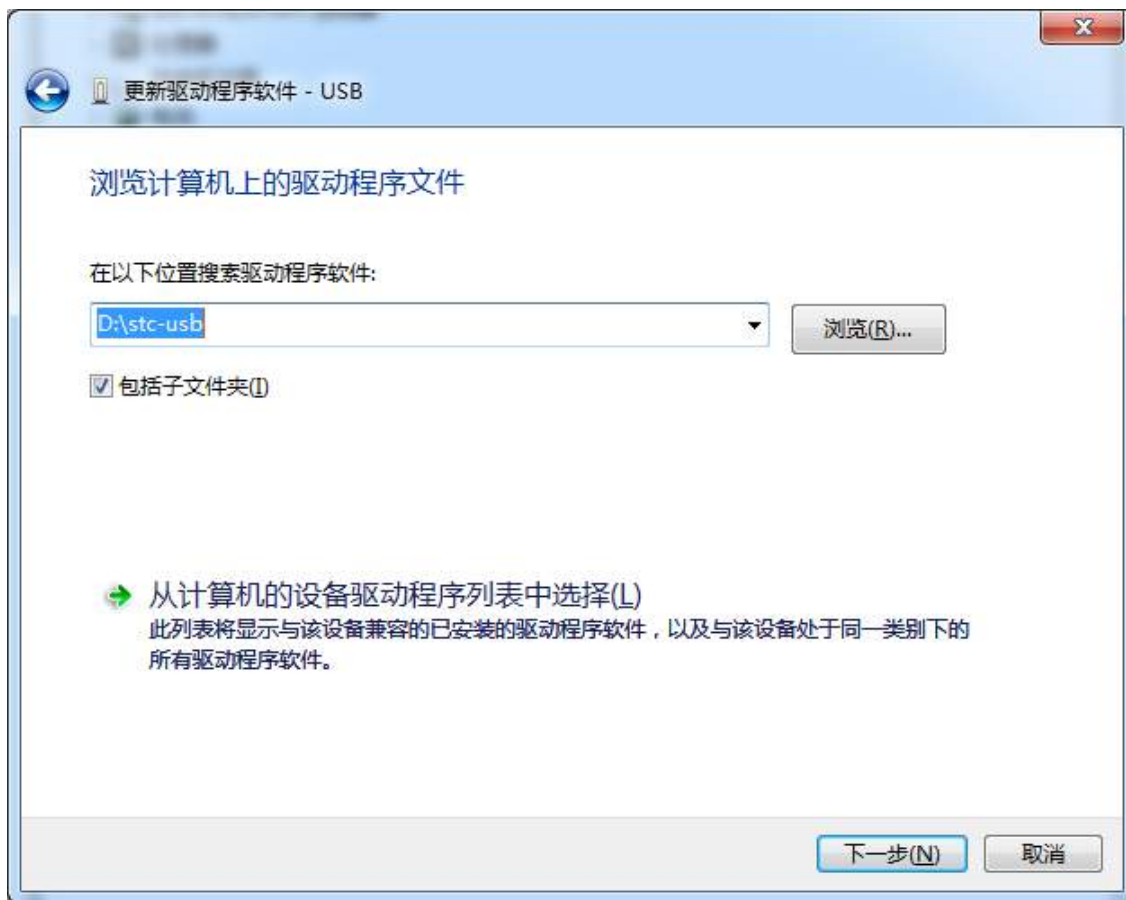 更新驱动程序软件 - USB
浏览计算机上的驱动程序文件
在以下位置搜索驱动程序软件:
D:\stc-usb
浏览(R)...
包括子文件夹(I)
从计算机的设备驱动程序列表中选择(L)
此列表将显示与该设备兼容的已安装的驱动程序软件，以及与该设备处于同一类别下的
所有驱动程序软件。
下一步(N)
取消